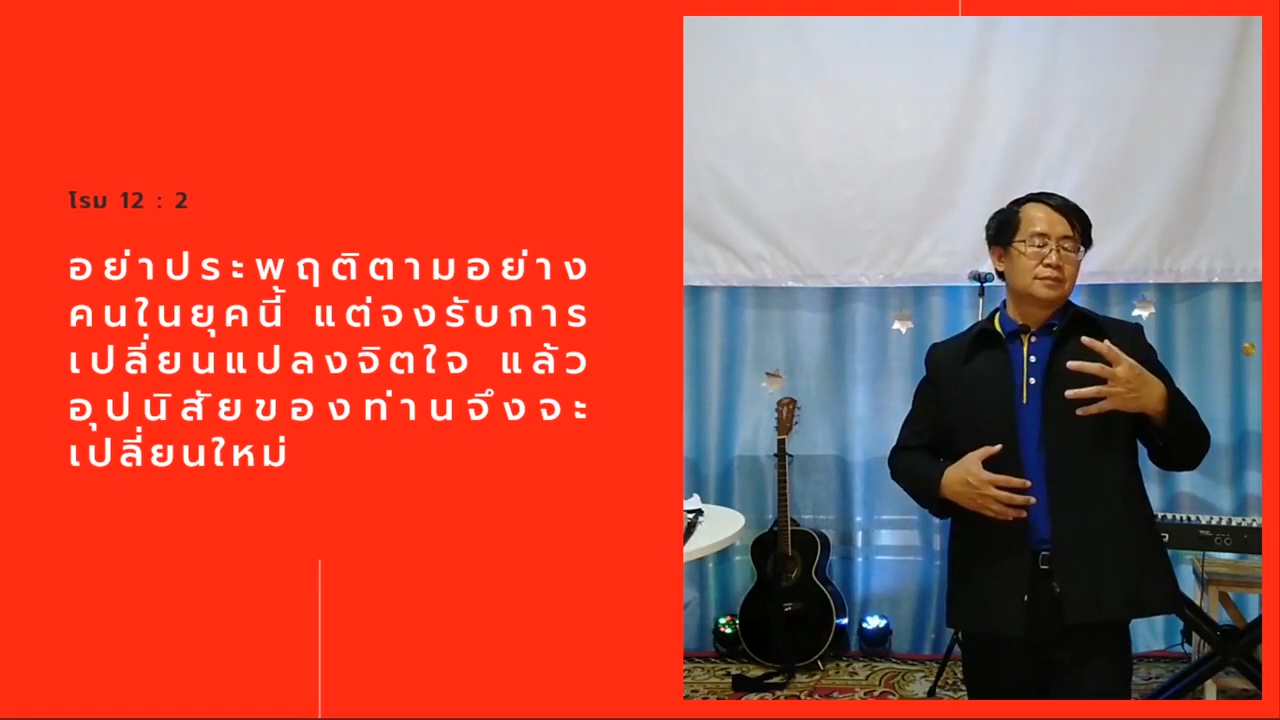 โรม 12 : 2
อย่าประพฤติตามอย่าง
คนในยุคนี้ แต่จงรับการ
เปลี่ยนแปลงจิตใจ แล้ว
อุปนิสัยของท่านจึงจะ
เปลี่ยนใหม่